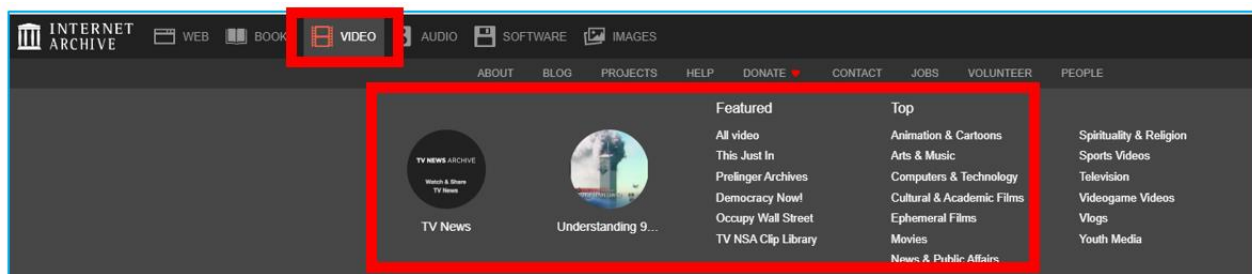 INTERNET ARCHIVE
WEB
BOOK
VIDEO
AUDIO
SOFTWARE
IMAGES
ABOUT BLOG PROJECTS HELP DONATE CONTACT JOBS VOLUNTEER PEOPLE
TV NEWS ARCHIVE
Watch & Share
TV News
TV News
Understanding 9...
Featured
All video
This Just In
Prelinger Archives
Democracy Now!
Occupy Wall Street
TV NSA Clip Library
Top
Animation & Cartoons
Arts & Music
Computers & Technology
Cultural & Academic Films
Ephemeral Films
Movies
News & Public Affairs
Spirituality & Religion
Sports Videos
Television
Videogame Videos
Vlogs
Youth Media